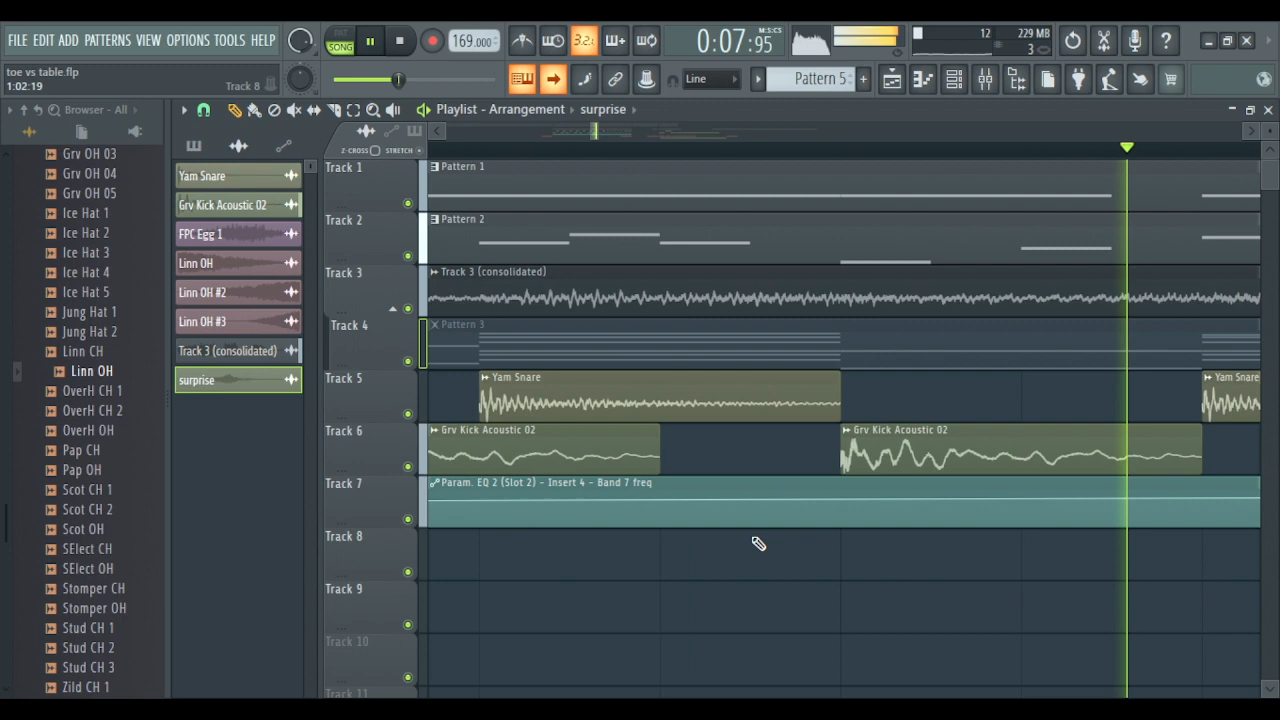 FILE EDIT ADD PATTERNS VIEW OPTIONS TOOLS HELP
PAT
SONG
169.000
3.2.
0:07:95
M:S:CS
12
229 MB
3
toe vs table.flp
1:02:19
Track 8
Line
Pattern 5
Browser - All
Playlist - Arrangement
surprise
Z-CROSS
STRETCH
Grv OH 03
Grv OH 04
Grv OH 05
Ice Hat 1
Ice Hat 2
Ice Hat 3
Ice Hat 4
Ice Hat 5
Jung Hat 1
Jung Hat 2
Linn CH
Linn OH
OverH CH 1
OverH CH 2
OverH OH
Pap CH
Pap OH
Scot CH 1
Scot CH 2
Scot OH
SElect CH
SElect OH
Stomper CH
Stomper OH
Stud CH 1
Stud CH 2
Stud CH 3
Zild CH 1
Yam Snare
Grv Kick Acoustic 02
FPC Egg 1
Linn OH
Linn OH #2
Linn OH #3
Track 3 (consolidated)
surprise
Track 1
Pattern 1
Track 2
Pattern 2
Track 3
Track 3 (consolidated)
Track 4
Pattern 3
Track 5
Yam Snare
Yam Snare
Track 6
Grv Kick Acoustic 02
Grv Kick Acoustic 02
Track 7
Param. EQ 2 (Slot 2) - Insert 4 - Band 7 freq
Track 8
Track 9
Track 10
Track 11